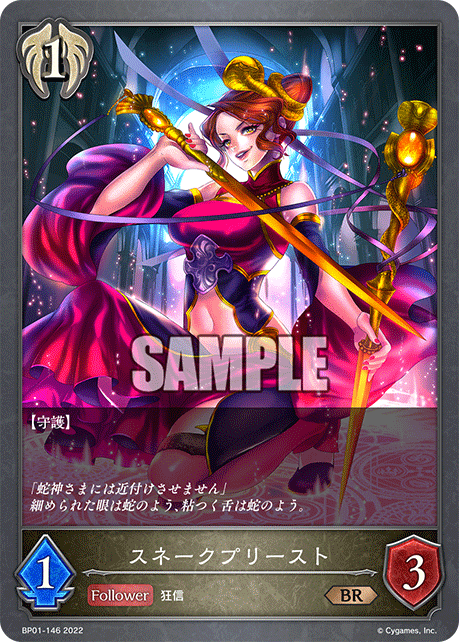 1
SAMPLE
【守護】
「蛇神さまには近付けさせません」
細められた眼は蛇のよう、粘つく舌は蛇のよう。
スネークプリースト
1
Follower 狂信
BR
3
BP01-146 2022
© Cygames, Inc.